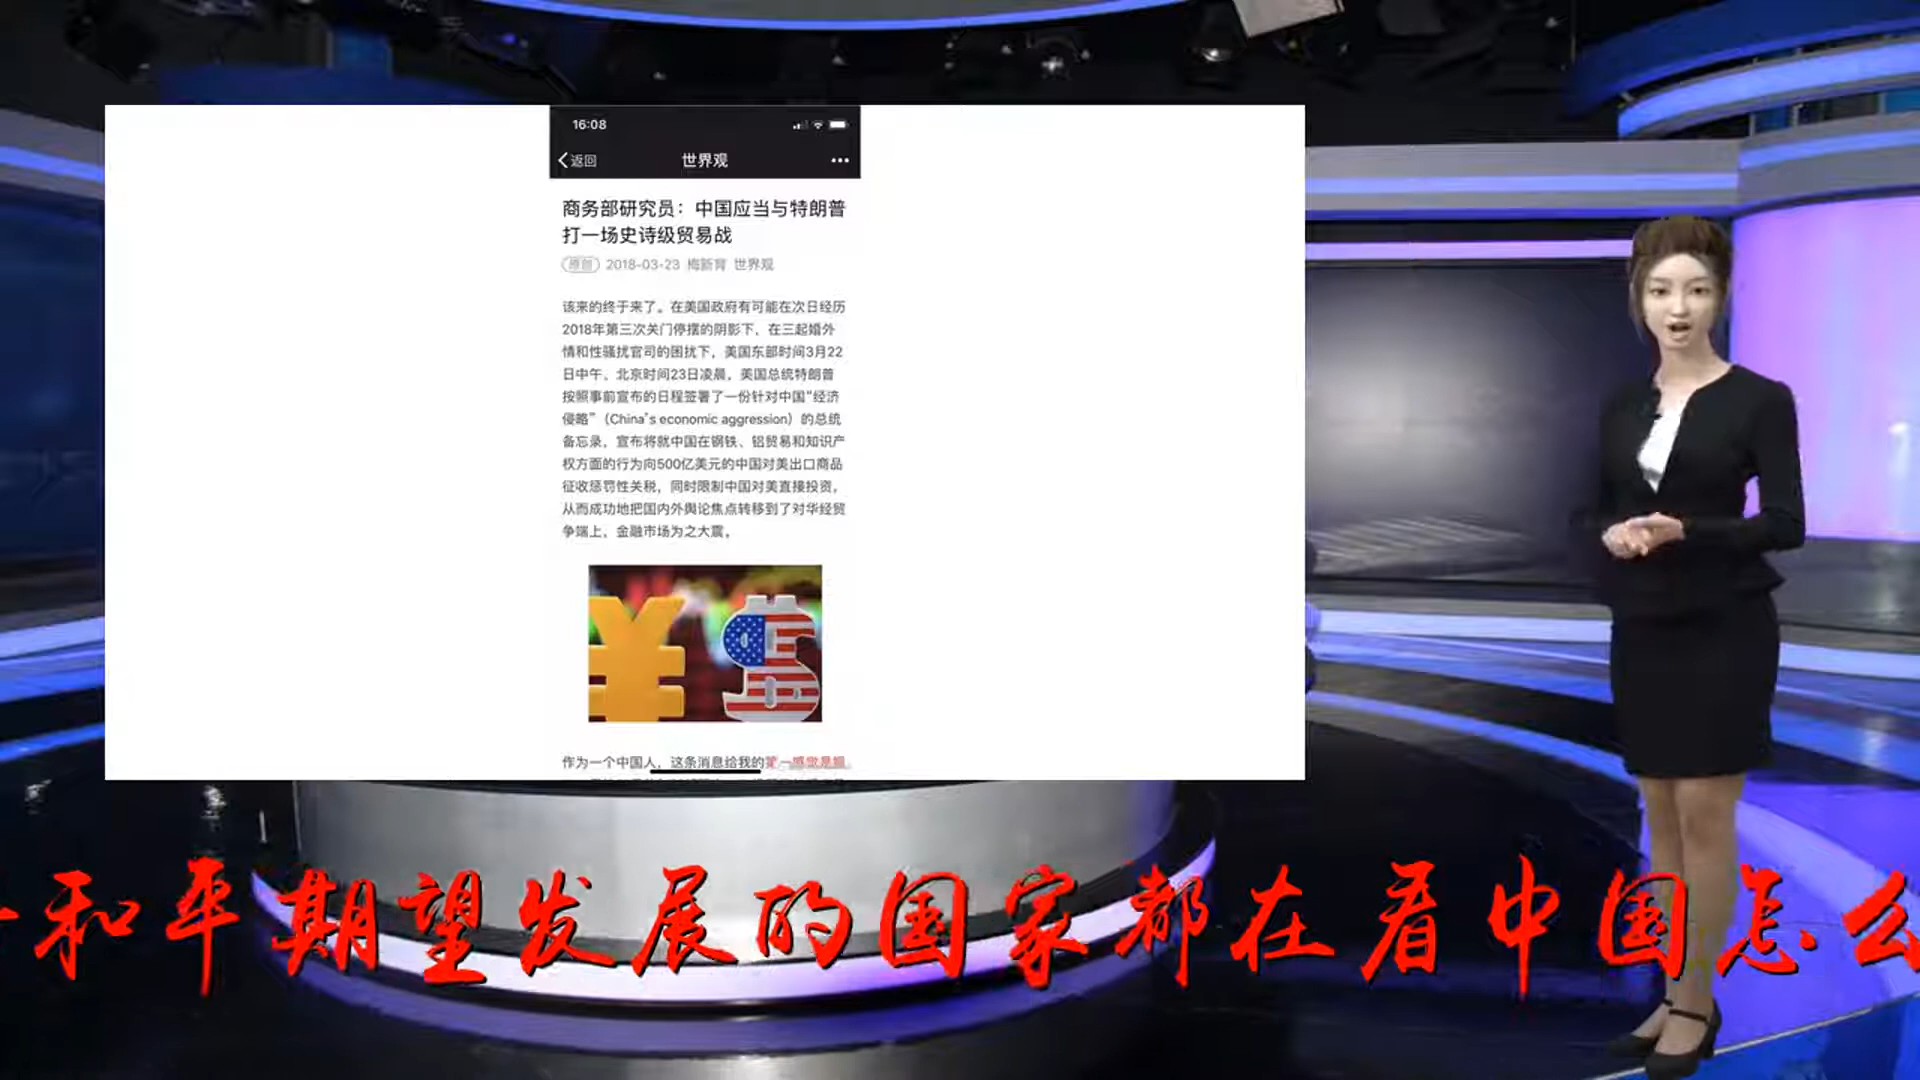 16:08
返回
世界观
商务部研究员：中国应当与特朗普
打一场史诗级贸易战
原创 2018-03-23 梅新育 世界观
该来的终于来了。在美国政府有可能在次日经历
2018年第三次关门停摆的阴影下，在三起婚外
情和性骚扰官司的困扰下，美国东部时间3月22
日中午、北京时间23日凌晨，美国总统特朗普
按照事前宣布的日程签署了一份针对中国“经济
侵略”（China's economic aggression）的总统
备忘录，宣布将就中国在钢铁、铝贸易和知识产
权方面的行为向500亿美元的中国对美出口商品
征收惩罚性关税，同时限制中国对美直接投资，
从而成功地把国内外舆论焦点转移到了对华经贸
争端上，金融市场为之大震。
作为一个中国人，这条消息给我的第一感觉是
和平期望发展的国家都在看中国怎么